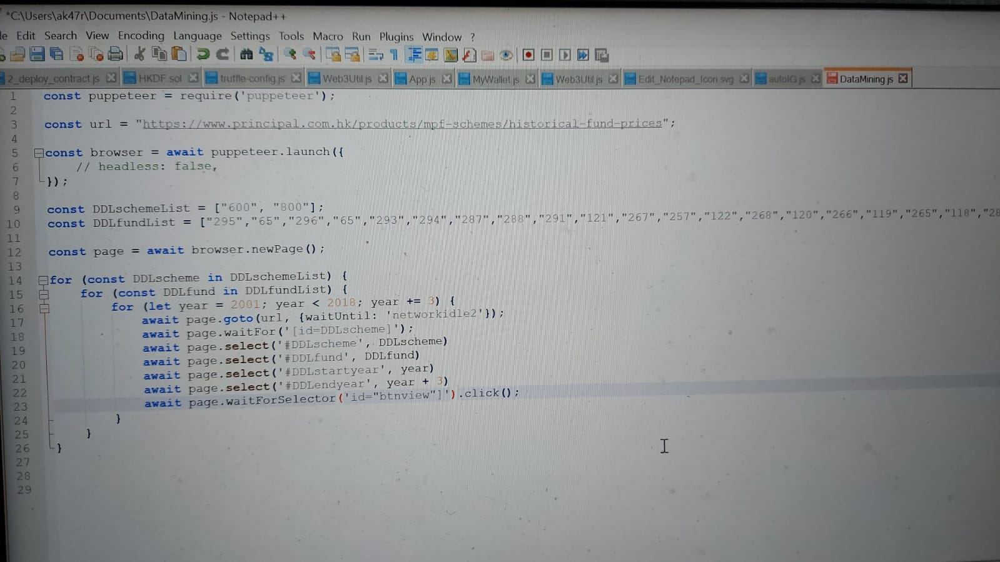 *C:\Users\ak47r\Documents\DataMining.js - Notepad++
le Edit Search View Encoding Language Settings Tools Macro Run Plugins Window ?
2_deploy_contract.js HKDF.sol truffle-config.js Web3Util.js App.js MyWallet.js Web3Util.js Edit_Notepad_Icon.svg autoIG.js DataMining.js
1 const puppeteer = require('puppeteer');
2
3 const url = "https://www.principal.com.hk/products/mpf-schemes/historical-fund-prices";
4
5 const browser = await puppeteer.launch({
6 // headless: false,
7 });
8
9 const DDLschemeList = ["600", "800"];
10 const DDLfundList = ["295","65","296","65","293","294","287","288","291","121","267","257","122","268","120","266","119","265","118","28
11
12 const page = await browser.newPage();
13
14 for (const DDLscheme in DDLschemeList) {
15 for (const DDLfund in DDLfundList) {
16 for (let year = 2001; year < 2018; year += 3) {
17 await page.goto(url, {waitUntil: 'networkidle2'});
18 await page.waitFor('[id=DDLscheme]');
19 await page.select('#DDLscheme', DDLscheme)
20 await page.select('#DDLfund', DDLfund)
21 await page.select('#DDLstartyear', year)
22 await page.select('#DDLendyear', year + 3)
23 await page.waitForSelector('id="btnview"]').click();
24 }
25 }
26 }
27
28
29